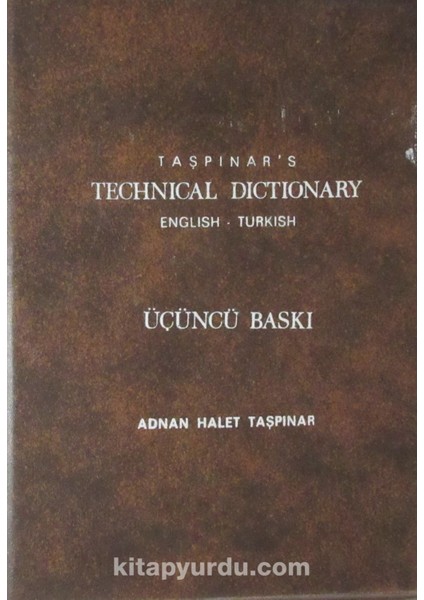 TAŞPINAR'S
TECHNICAL DICTIONARY
ENGLISH - TURKISH
ÜÇÜNCÜ BASKI
ADNAN HALET TAŞPINAR
kitapyurdu.com